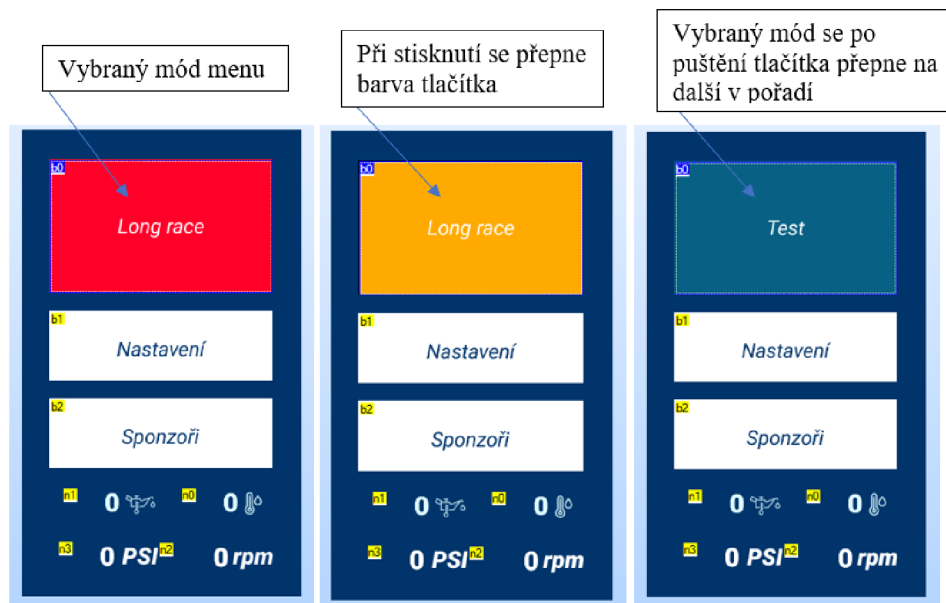 Vybraný mód menu
Při stisknutí se přepne
barva tlačítka
Vybraný mód se po
puštění tlačítka přepne na
další v pořadí
b0
Long race
b1
Nastavení
b2
Sponzoři
n1 0 n0 0
n3 0 PSI n2 0 rpm
b0
Long race
b1
Nastavení
b2
Sponzoři
n1 0 n0 0
n3 0 PSI n2 0 rpm
b0
Test
b1
Nastavení
b2
Sponzoři
n1 0 n0 0
n3 0 PSI n2 0 rpm